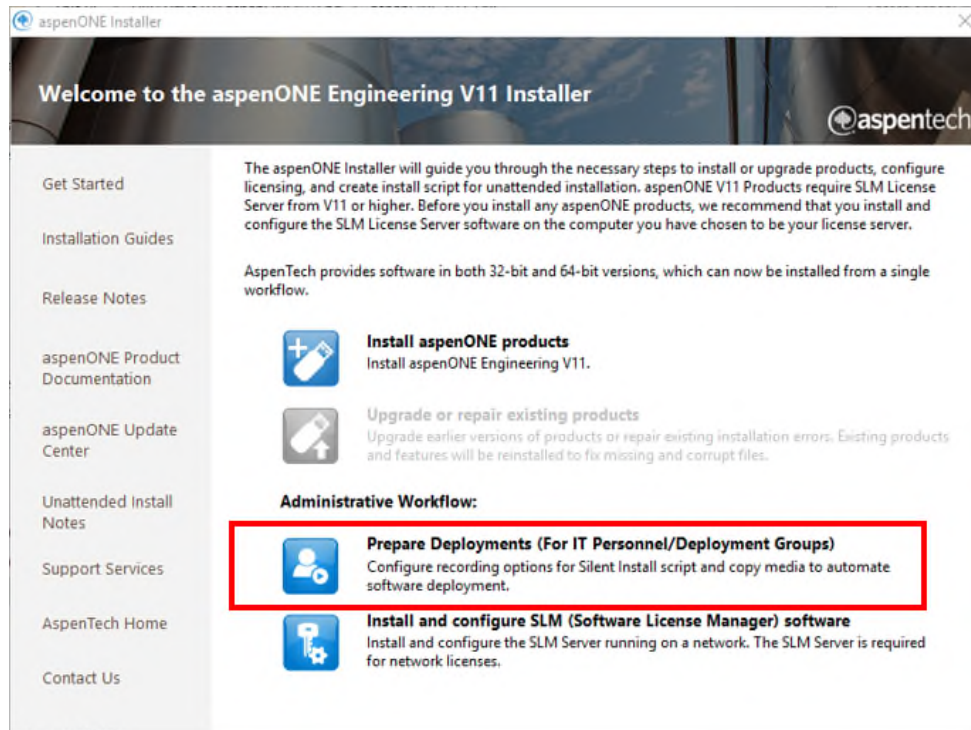 aspenONE Installer
Welcome to the aspenONE Engineering V11 Installer
aspentech
Get Started
Installation Guides
Release Notes
aspenONE Product
Documentation
aspenONE Update
Center
Unattended Install
Notes
Support Services
AspenTech Home
Contact Us
The aspenONE Installer will guide you through the necessary steps to install or upgrade products, configure
licensing, and create install script for unattended installation. aspenONE V11 Products require SLM License
Server from V11 or higher. Before you install any aspenONE products, we recommend that you install and
configure the SLM License Server software on the computer you have chosen to be your license server.
AspenTech provides software in both 32-bit and 64-bit versions, which can now be installed from a single
workflow.
Install aspenONE products
Install aspenONE Engineering V11.
Upgrade or repair existing products
Upgrade earlier versions of products or repair existing installation errors. Existing products
and features will be reinstalled to fix missing and corrupt files.
Administrative Workflow:
Prepare Deployments (For IT Personnel/Deployment Groups)
Configure recording options for Silent Install script and copy media to automate
software deployment.
Install and configure SLM (Software License Manager) software
Install and configure the SLM Server running on a network. The SLM Server is required
for network licenses.